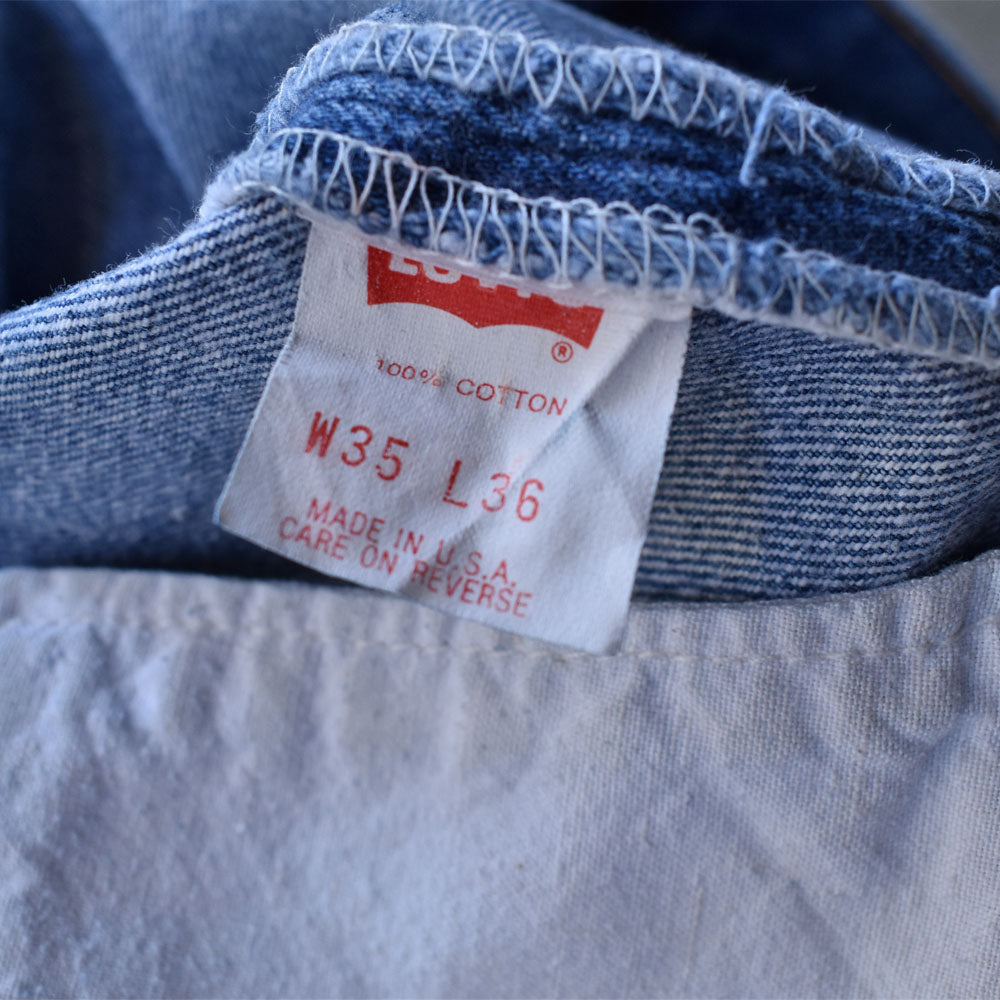 ®
100% COTTON
W35 L36
MADE IN U.S.A.
CARE ON REVERSE